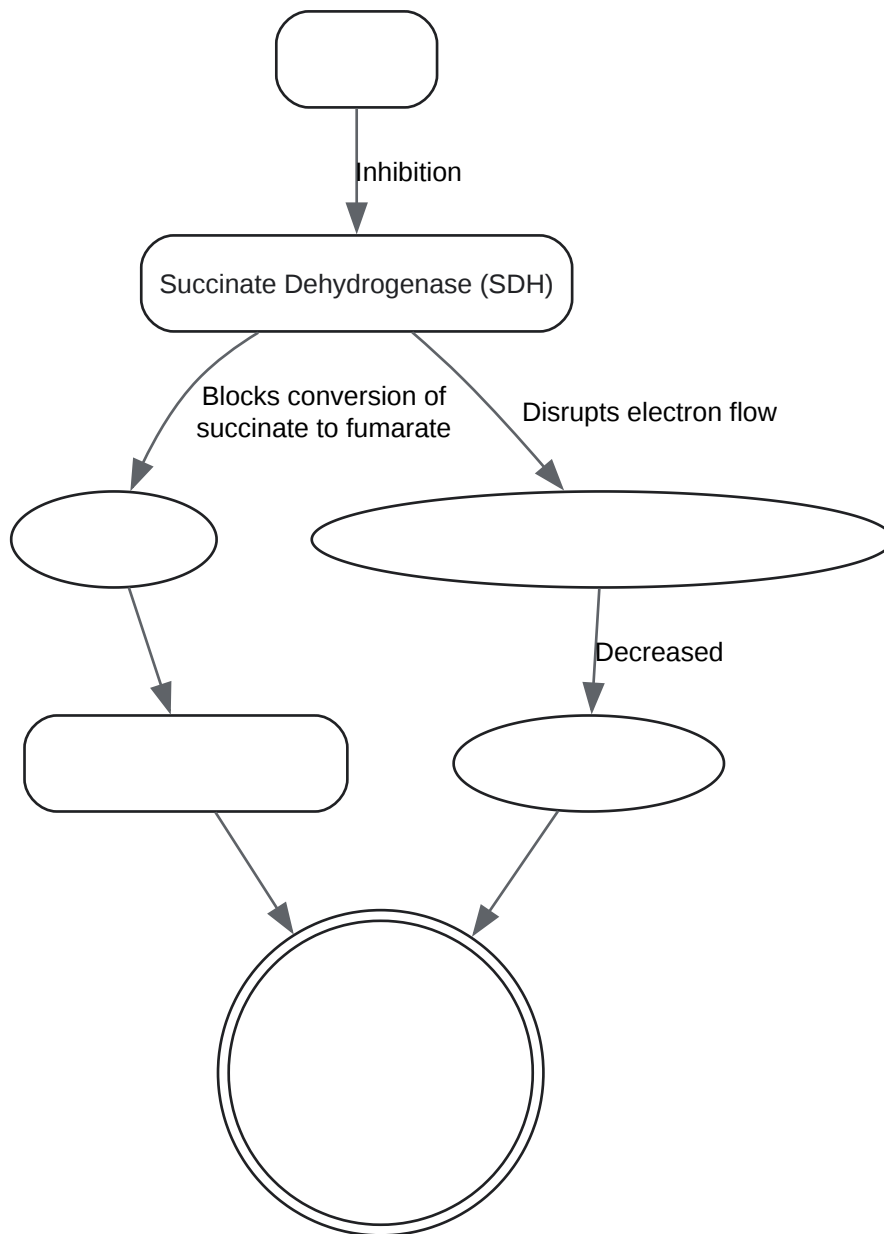 Inhibition
Succinate Dehydrogenase (SDH)
Blocks conversion of
succinate to fumarate
Disrupts electron flow
Decreased